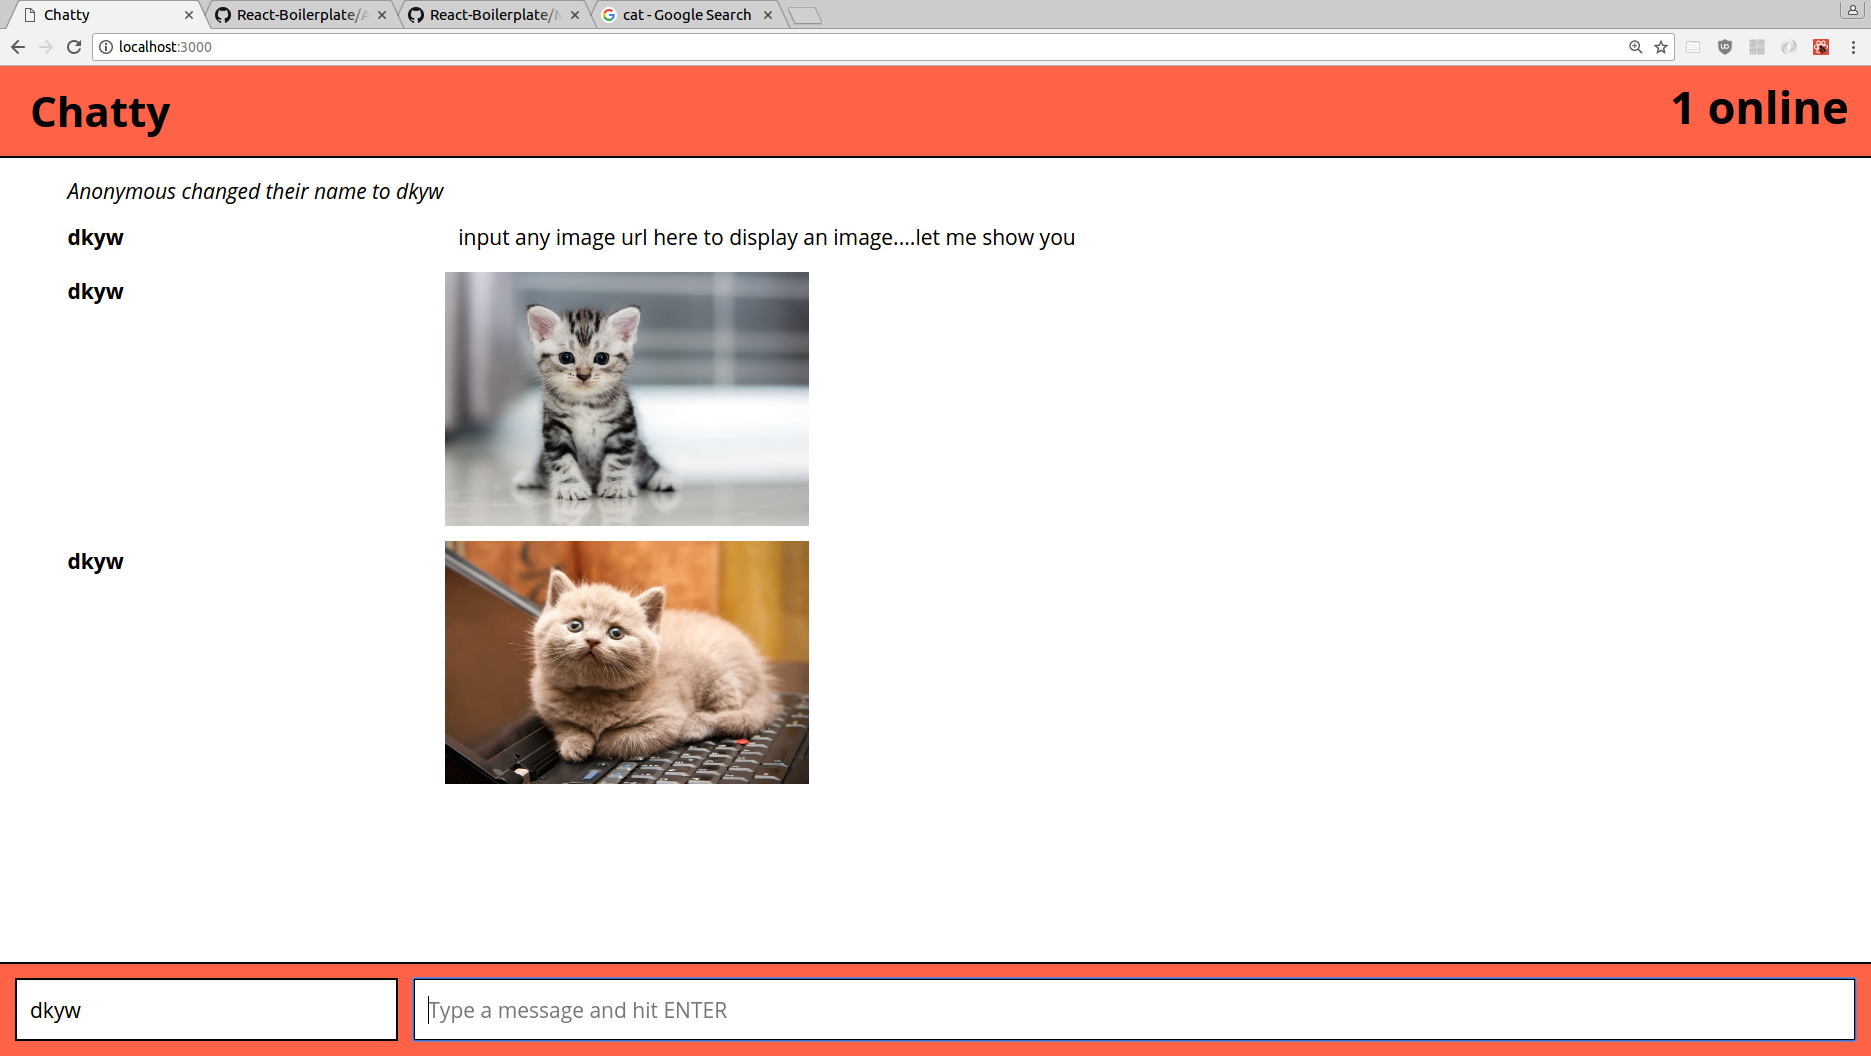 Chatty
React-Boilerplate/
React-Boilerplate/
cat - Google Search
localhost:3000
Chatty
1 online
Anonymous changed their name to dkyw
dkyw
input any image url here to display an image....let me show you
dkyw
dkyw
dkyw
Type a message and hit ENTER